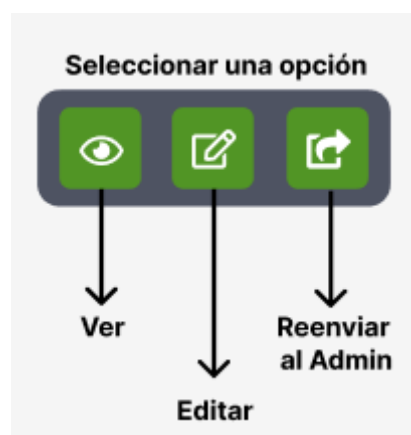 Seleccionar una opción
Ver
Reenviar
al Admin
Editar